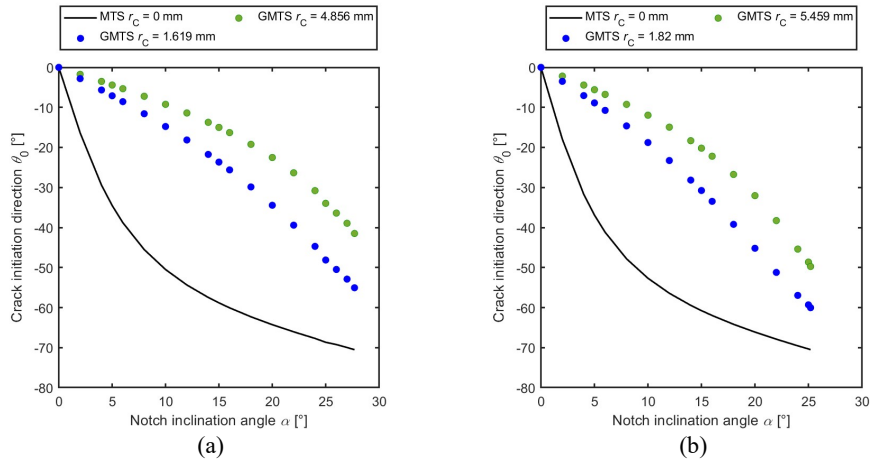 MTS r_C = 0 mm
GMTS r_C = 4.856 mm
GMTS r_C = 1.619 mm
0
-10
-20
-30
-40
-50
-60
-70
-80
Crack initiation direction θ_0 [°]
0 5 10 15 20 25 30
Notch inclination angle α [°]
(a)
MTS r_C = 0 mm
GMTS r_C = 5.459 mm
GMTS r_C = 1.82 mm
0
-10
-20
-30
-40
-50
-60
-70
-80
Crack initiation direction θ_0 [°]
0 5 10 15 20 25 30
Notch inclination angle α [°]
(b)